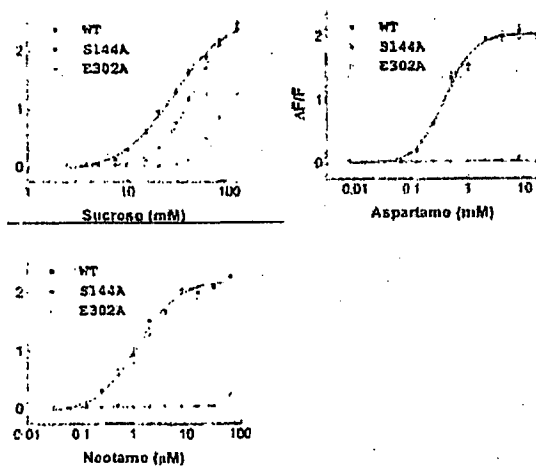 WT
S144A
E302A
2
1
0
1 10 100
Sucroso (mM)
WT
S144A
E302A
ΔF/F
2
1
0
0.01 0.1 1 10
Aspartamo (mM)
WT
S144A
E302A
2
1
0
0.01 0.1 1 10 100
Neotamo (μM)